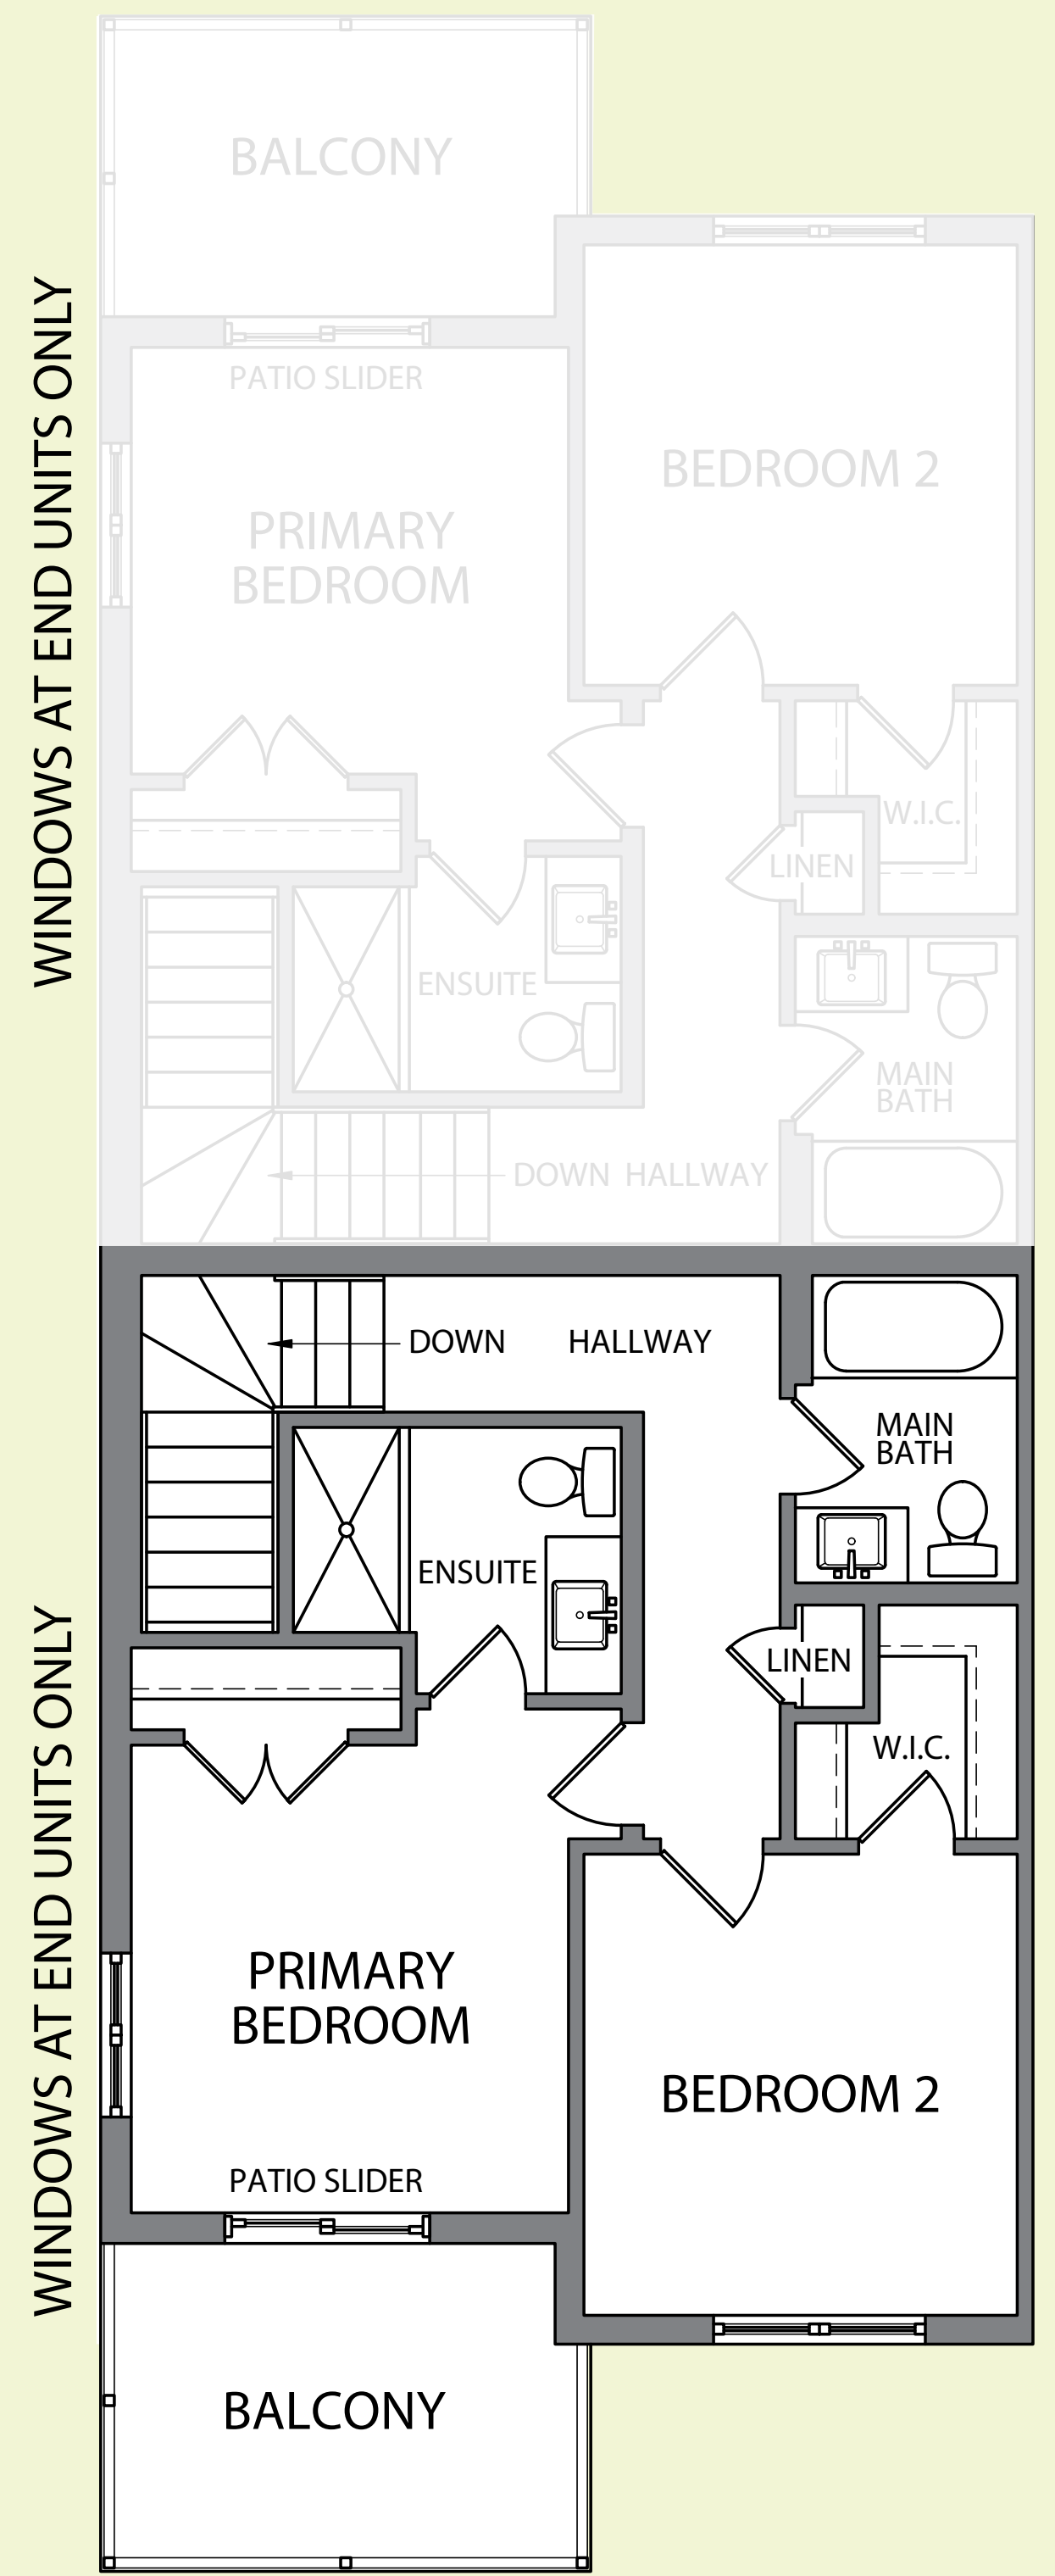 BALCONY
PATIO SLIDER
BEDROOM 2
PRIMARY
BEDROOM
WINDOWS AT END UNITS ONLY
W.I.C.
LINEN
ENSUITE
MAIN
BATH
DOWN
HALLWAY
DOWN
HALLWAY
MAIN
BATH
ENSUITE
LINEN
W.I.C.
WINDOWS AT END UNITS ONLY
PRIMARY
BEDROOM
BEDROOM 2
PATIO SLIDER
BALCONY